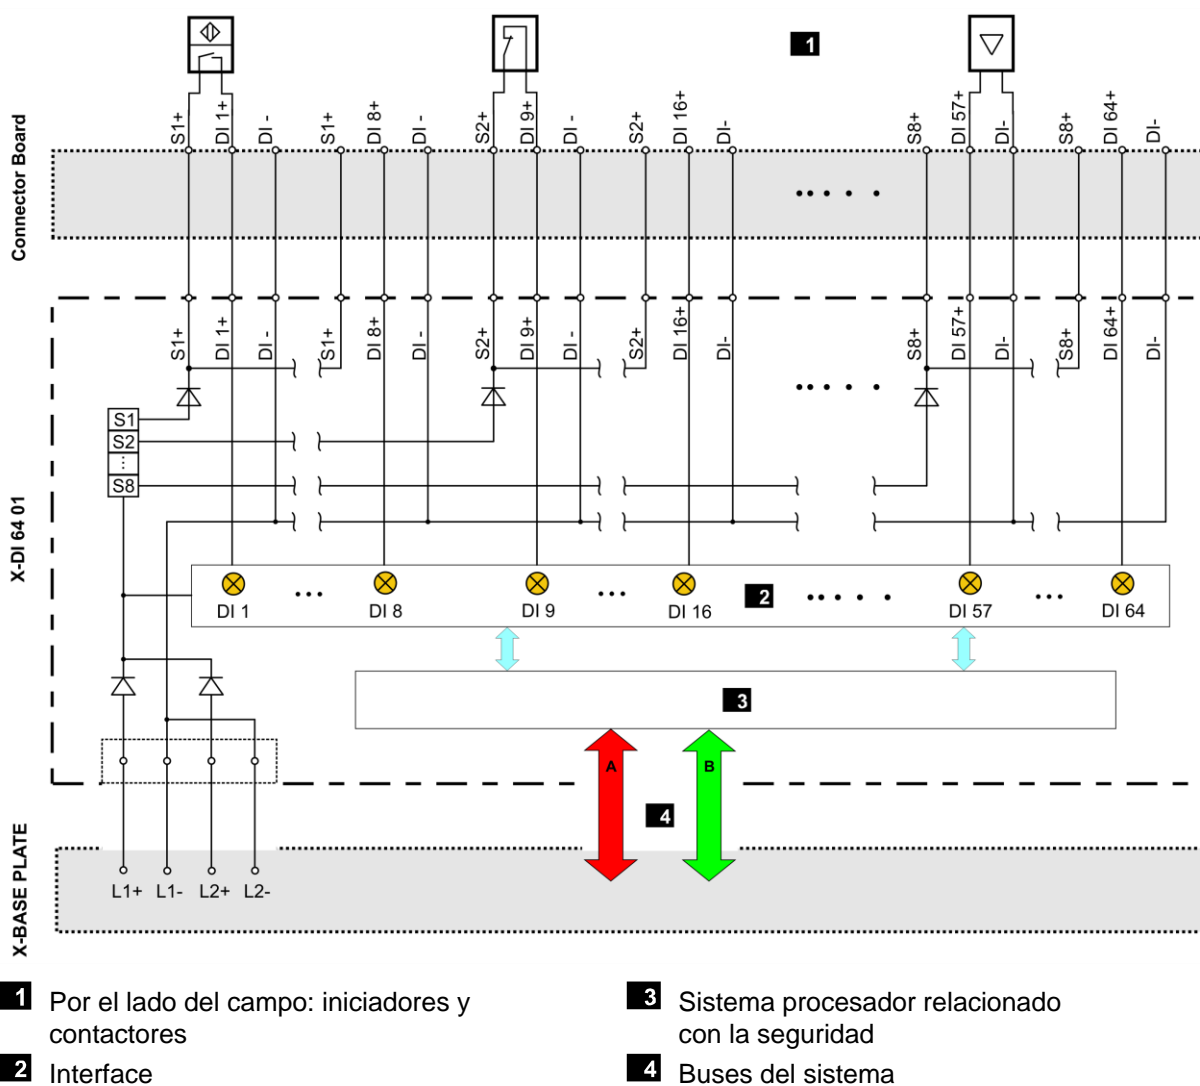 1
S1+ DI 1+ DI - S1+ DI 8+ DI - S2+ DI 9+ DI - S2+ DI 16+ DI- S8+ DI 57+ DI- S8+ DI 64+ DI-
Connector Board
S1+ DI 1+ DI - S1+ DI 8+ DI - S2+ DI 9+ DI - S2+ DI 16+ DI- S8+ DI 57+ DI- S8+ DI 64+ DI-
S1
S2
S8
X-DI 64 01
DI 1 DI 8 DI 9 DI 16 2 DI 57 DI 64
3
A B
4
X-BASE PLATE
L1+ L1- L2+ L2-
1 Por el lado del campo: iniciadores y
contactores
2 Interface
3 Sistema procesador relacionado
con la seguridad
4 Buses del sistema